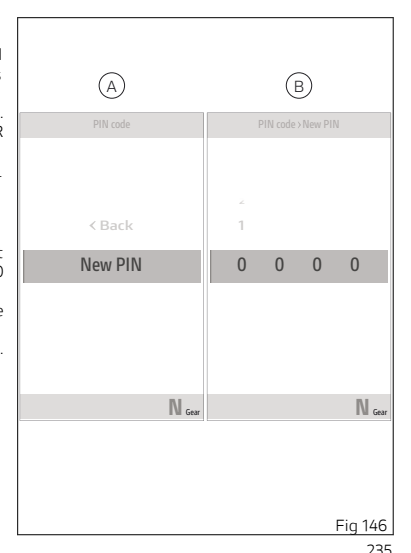 A
B
PIN code
PIN code › New PIN
2
< Back
1
New PIN
0 0 0 0
N Gear
N Gear
Fig 146
235